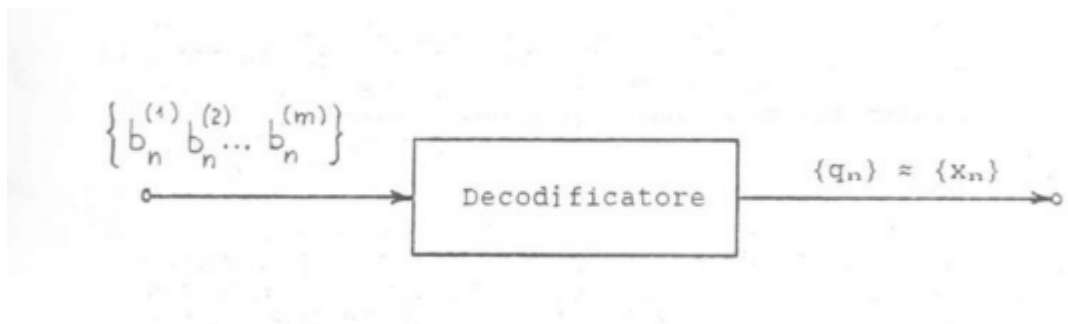 { b_n^(1) b_n^(2) ... b_n^(m) }
Decodificatore
{q_n} ≈ {x_n}